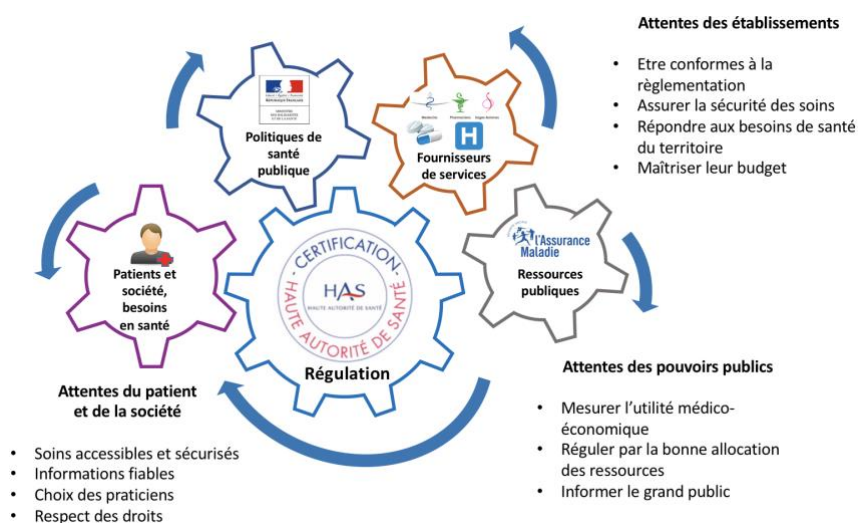 Attentes des établissements
• Etre conformes à la
règlementation
• Assurer la sécurité des soins
• Répondre aux besoins de santé
du territoire
• Maîtriser leur budget
RÉPUBLIQUE FRANÇAISE
Politiques de
santé
publique
H
Fournisseurs
de services
Patients et
société,
besoins
en santé
- CERTIFICATION -
HAUTE AUTORITÉ DE SANTÉ
HAS
HAUTE AUTORITÉ DE SANTÉ
Régulation
l'Assurance
Maladie
Ressources
publiques
Attentes du patient
et de la société
• Soins accessibles et sécurisés
• Informations fiables
• Choix des praticiens
• Respect des droits
Attentes des pouvoirs publics
• Mesurer l'utilité médico-
économique
• Réguler par la bonne allocation
des ressources
• Informer le grand public